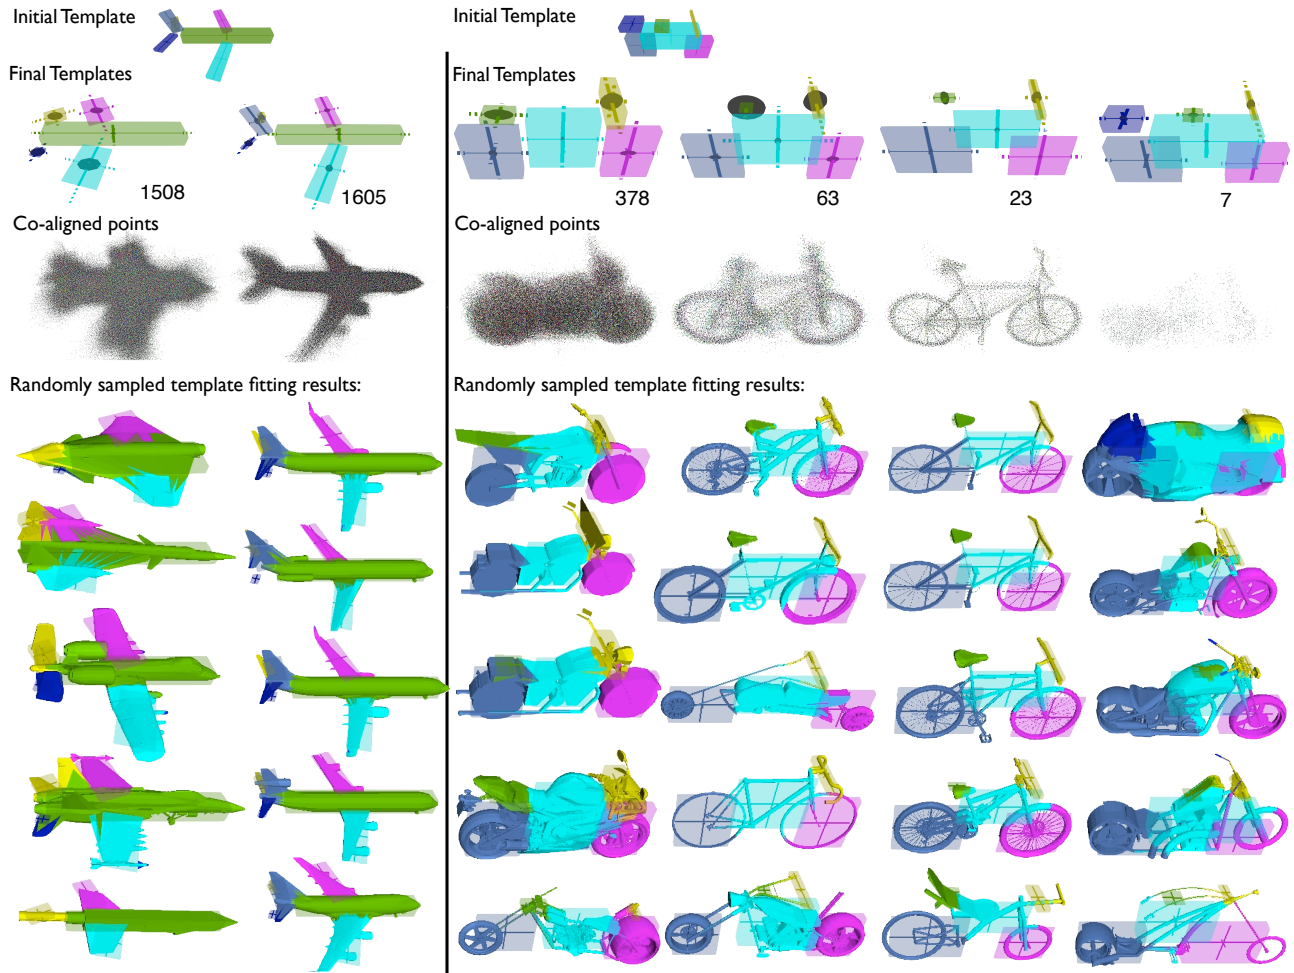 Initial Template
Final Templates
1508
1605
Co-aligned points
Randomly sampled template fitting results:
Initial Template
Final Templates
378
63
23
7
Co-aligned points
Randomly sampled template fitting results: